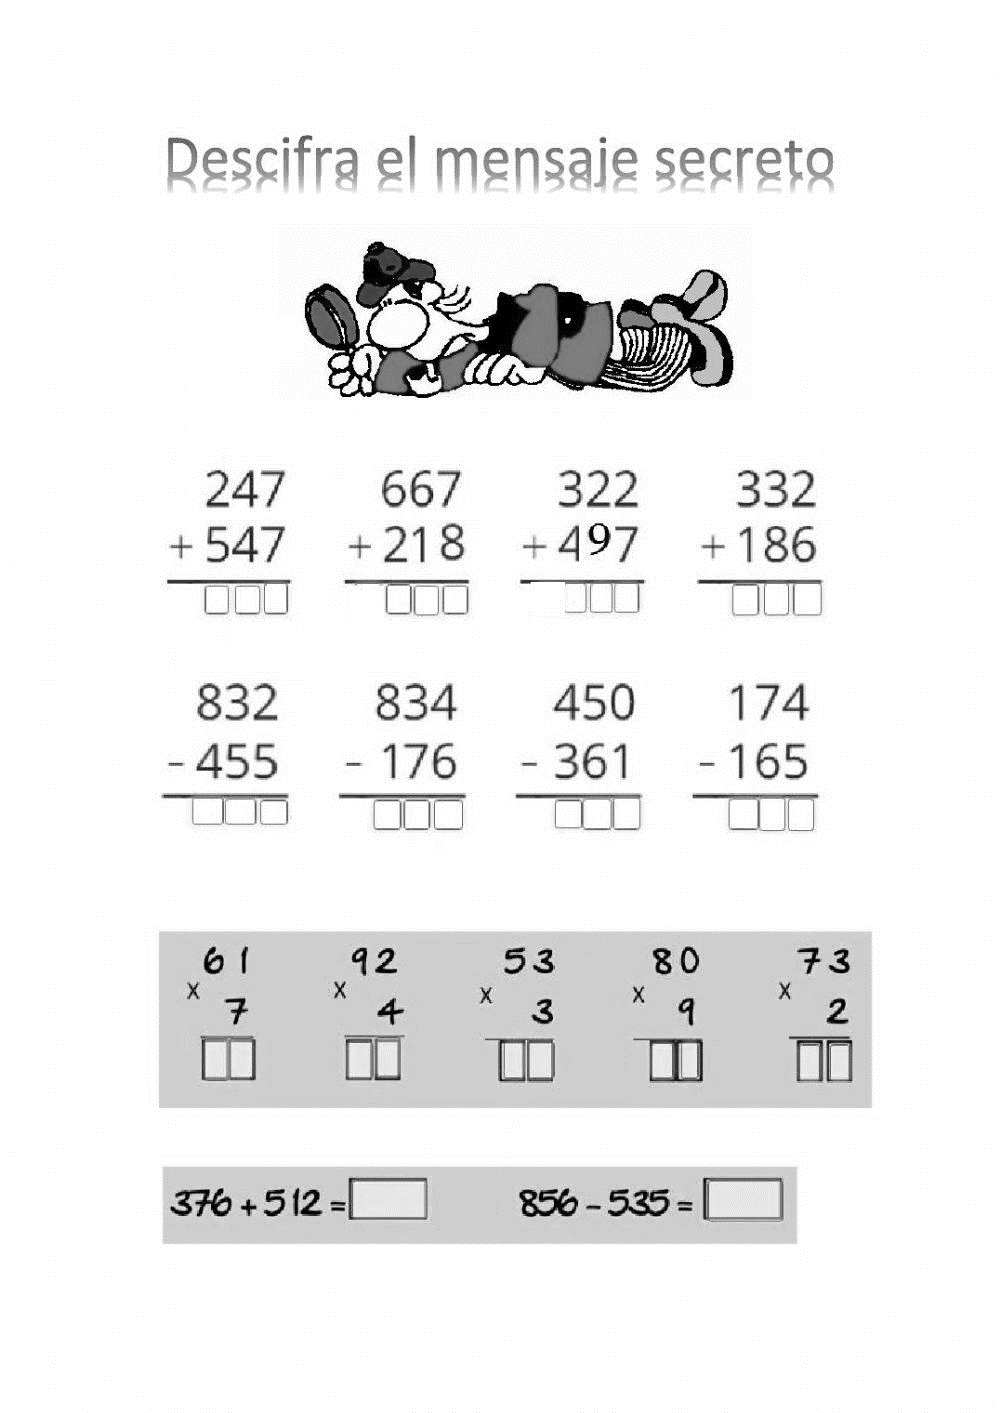 Descifra el mensaje secreto
247 667 322 332
+ 547 + 218 + 497 + 186
832 834 450 174
- 455 - 176 - 361 - 165
61 92 53 80 73
x x x x x
7 4 3 9 2
376 + 512 = 856 - 535 =